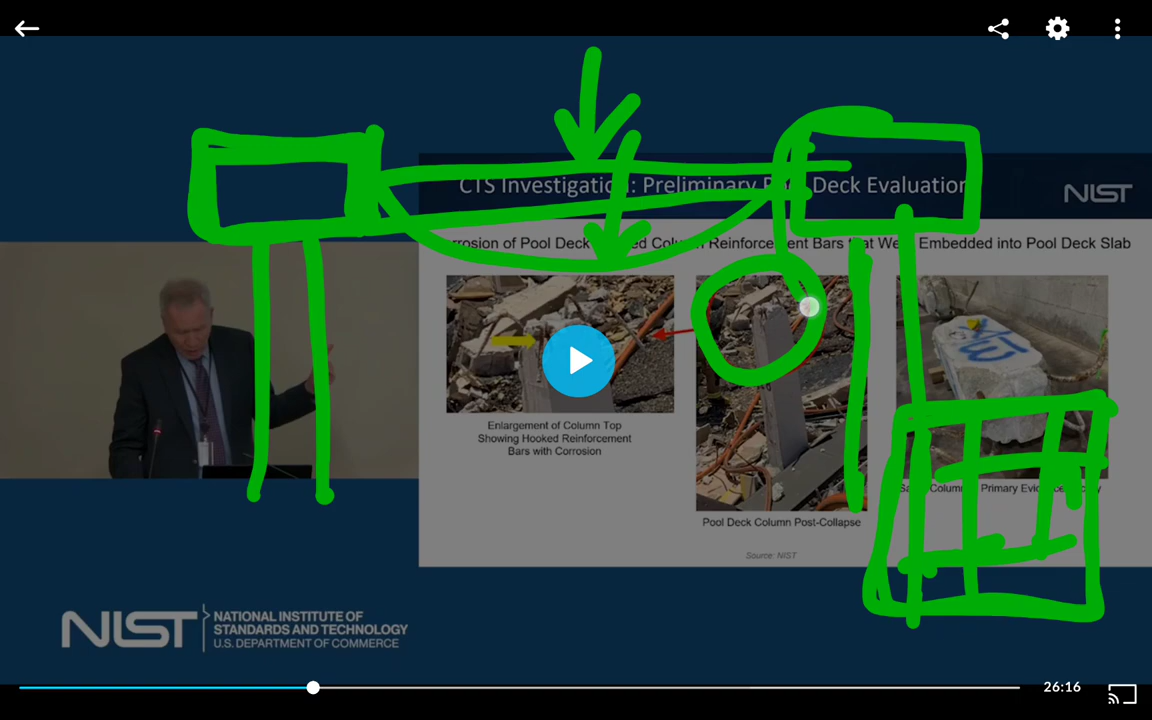 CTS Investigation: Preliminary Deck Evaluation
NIST
rrosion of Pool Deck Column Reinforcement Bars that Were Embedded into Pool Deck Slab
Enlargement of Column Top
Showing Hooked Reinforcement
Bars with Corrosion
Column Primary
Pool Deck Column Post-Collapse
Source: NIST
NIST
NATIONAL INSTITUTE OF
STANDARDS AND TECHNOLOGY
U.S. DEPARTMENT OF COMMERCE
26:16